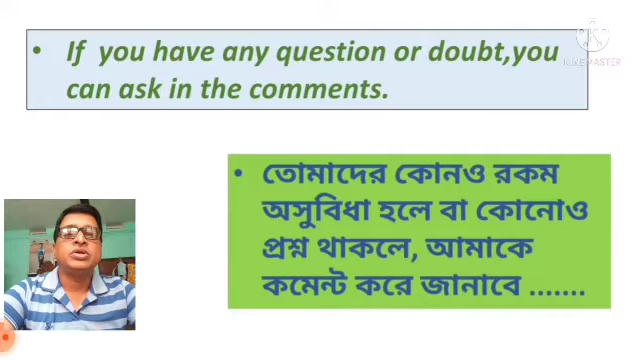 • If you have any question or doubt,you
can ask in the comments.
• তোমাদের কোনও রকম
অসুবিধা হলে বা কোনোও
প্রশ্ন থাকলে, আমাকে
কমেন্ট করে জানাবে .......
KINEMASTER